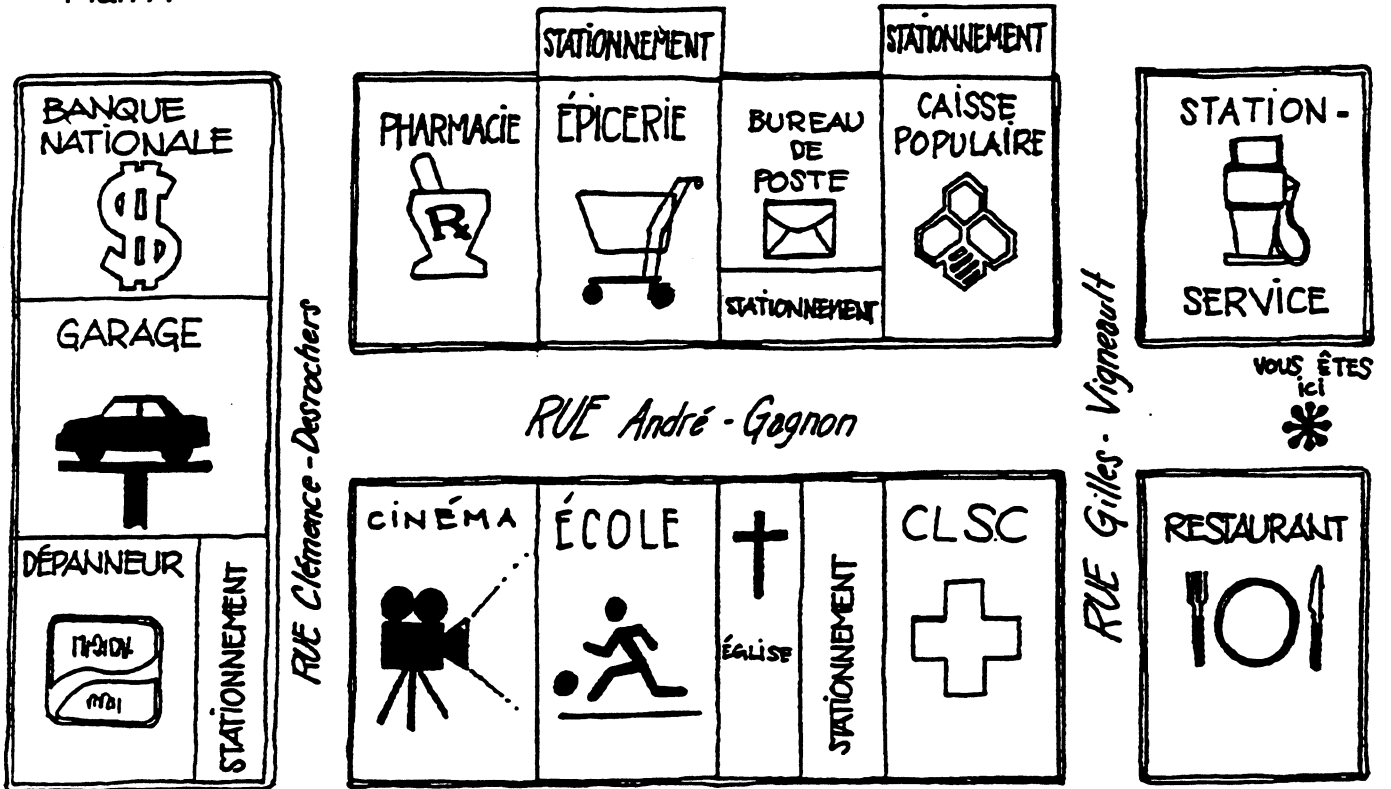 STATIONNEMENT
STATIONNEMENT
BANQUE
NATIONALE
$
PHARMACIE
Rx
ÉPICERIE
BUREAU
DE
POSTE
STATIONNEMENT
CAISSE
POPULAIRE
STATION-
SERVICE
GARAGE
VOUS ÊTES
ici
RUE Clémence-Desrochers
RUE André-Gagnon
RUE Gilles-Vigneault
DÉPANNEUR
STATIONNEMENT
CINÉMA
ÉCOLE
ÉGLISE
STATIONNEMENT
CLSC
RESTAURANT